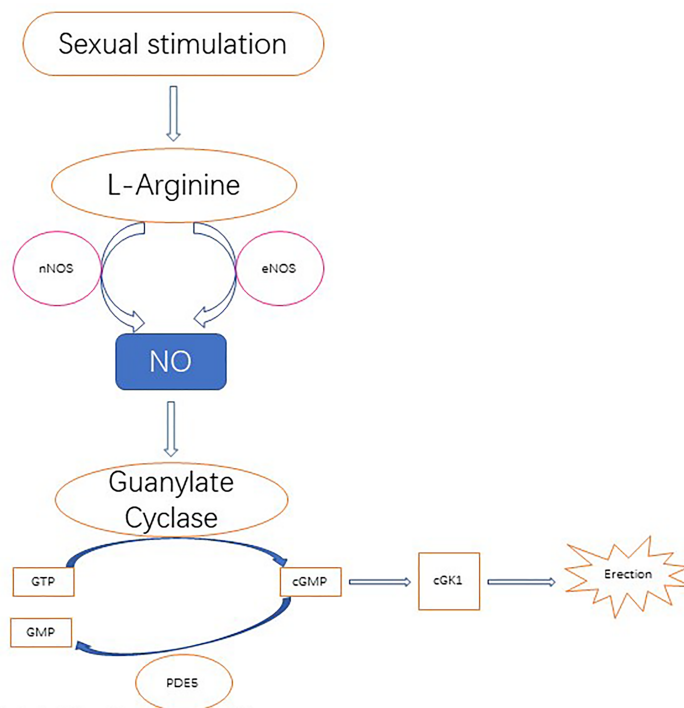 Sexual stimulation
L-Arginine
nNOS
eNOS
NO
Guanylate
Cyclase
GTP
cGMP
cGK1
Erection
GMP
PDE5